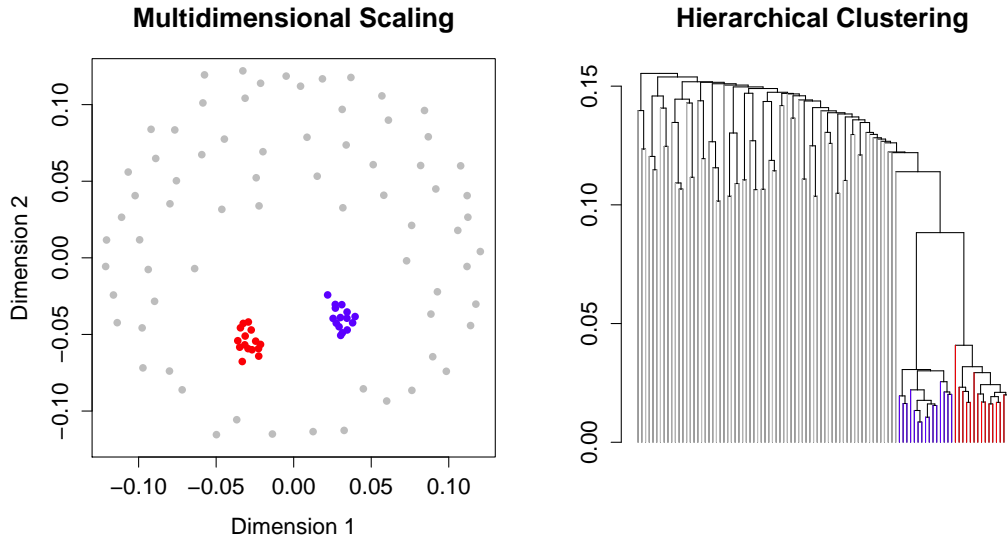 Multidimensional Scaling
Hierarchical Clustering
Dimension 2
0.10
0.05
0.00
−0.05
−0.10
−0.10 −0.05 0.00 0.05 0.10
Dimension 1
0.15
0.10
0.05
0.00